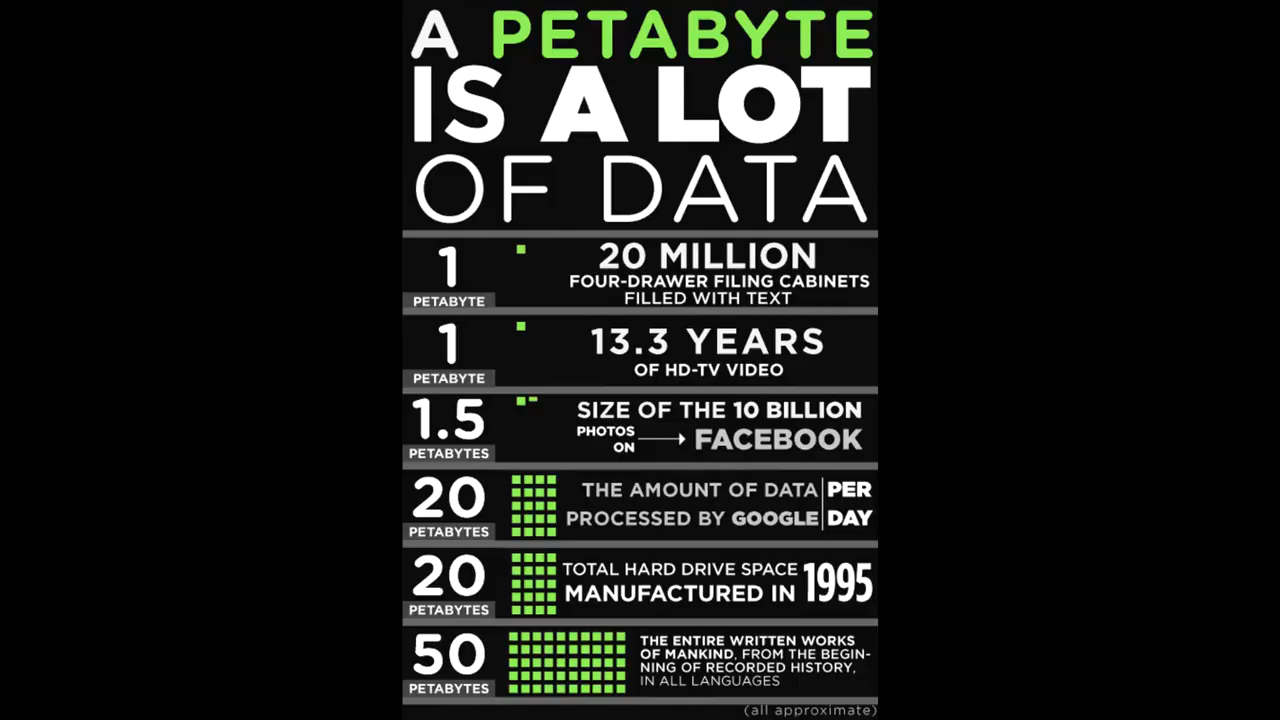 A PETABYTE
IS A LOT
OF DATA
1
PETABYTE
20 MILLION
FOUR-DRAWER FILING CABINETS
FILLED WITH TEXT
1
PETABYTE
13.3 YEARS
OF HD-TV VIDEO
1.5
PETABYTES
SIZE OF THE 10 BILLION
PHOTOS
ON
FACEBOOK
20
PETABYTES
THE AMOUNT OF DATA PER
PROCESSED BY GOOGLE DAY
20
PETABYTES
TOTAL HARD DRIVE SPACE
MANUFACTURED IN 1995
50
PETABYTES
THE ENTIRE WRITTEN WORKS
OF MANKIND, FROM THE BEGIN-
NING OF RECORDED HISTORY,
IN ALL LANGUAGES
(all approximate)